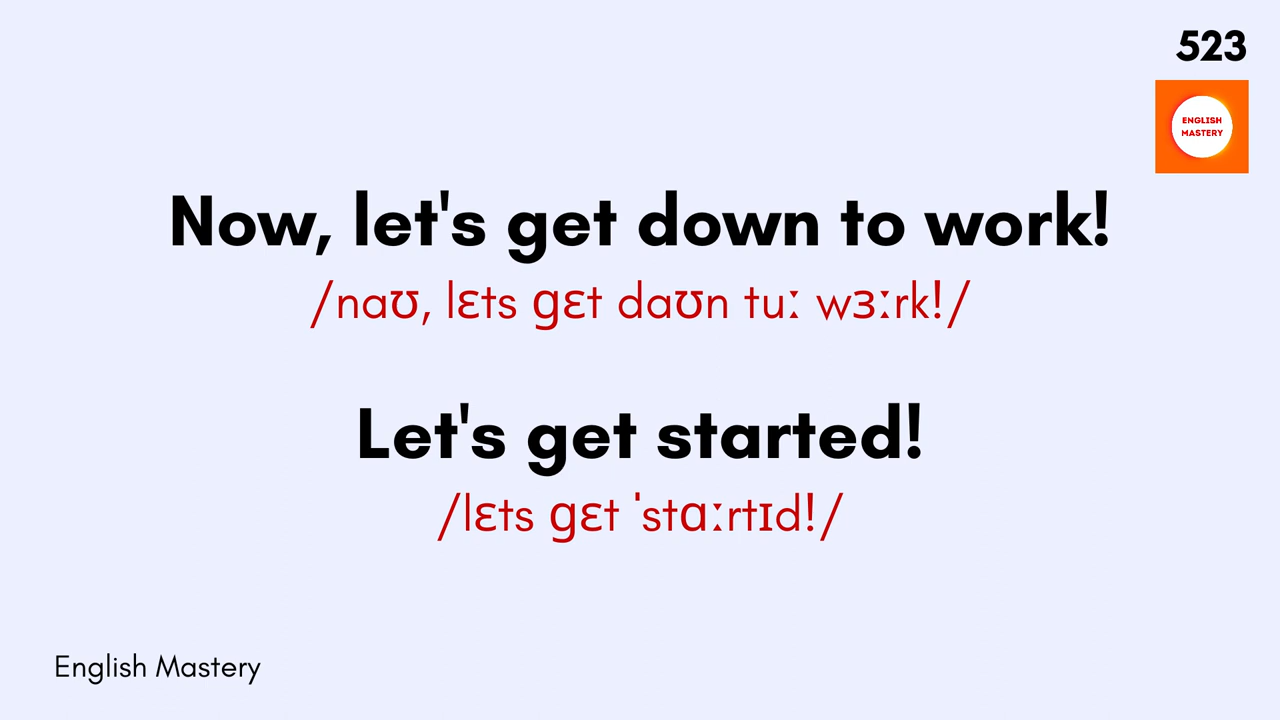 523
ENGLISH
MASTERY
Now, let's get down to work!
/naʊ, lɛts ɡɛt daʊn tuː wɜːrk!/
Let's get started!
/lɛts ɡɛt ˈstɑːrtɪd!/
English Mastery